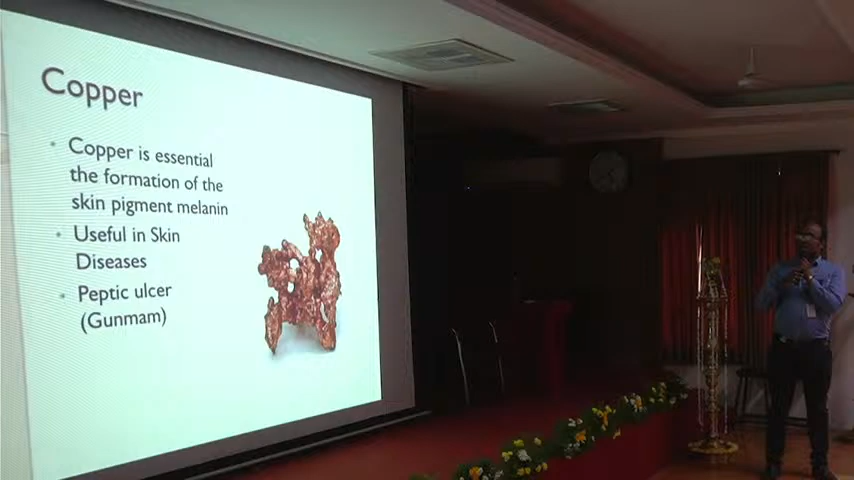 Copper
• Copper is essential
the formation of the
skin pigment melanin
• Useful in Skin
Diseases
• Peptic ulcer
(Gunmam)